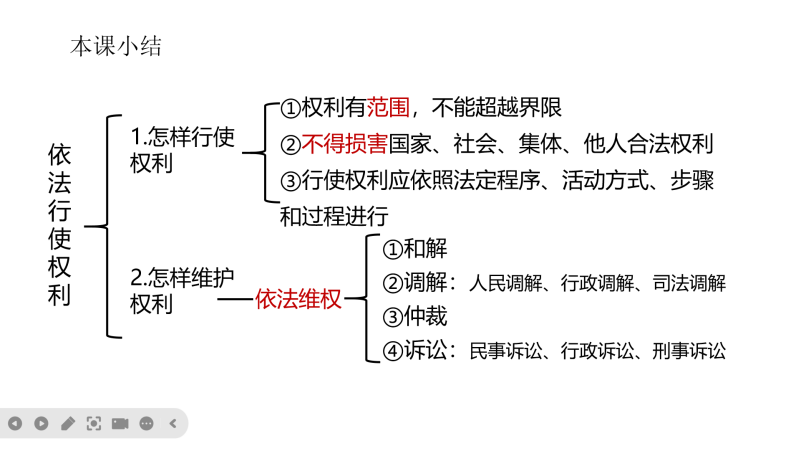 本课小结
依法行使权利
1.怎样行使
权利
①权利有范围，不能超越界限
②不得损害国家、社会、集体、他人合法权利
③行使权利应依照法定程序、活动方式、步骤
和过程进行
2.怎样维护
权利
依法维权
①和解
②调解：人民调解、行政调解、司法调解
③仲裁
④诉讼：民事诉讼、行政诉讼、刑事诉讼